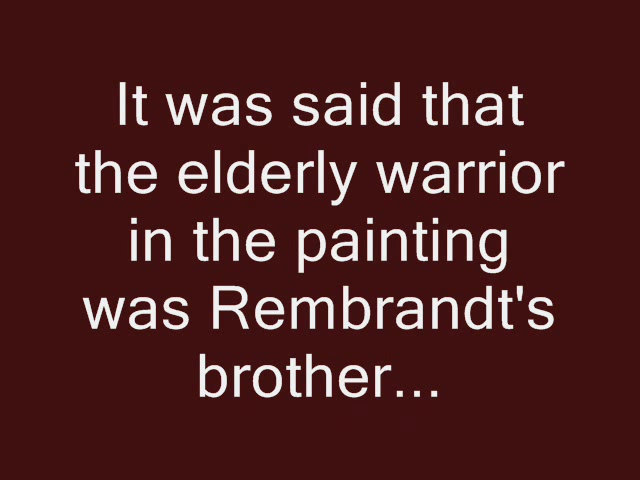 It was said that
the elderly warrior
in the painting
was Rembrandt's
brother...